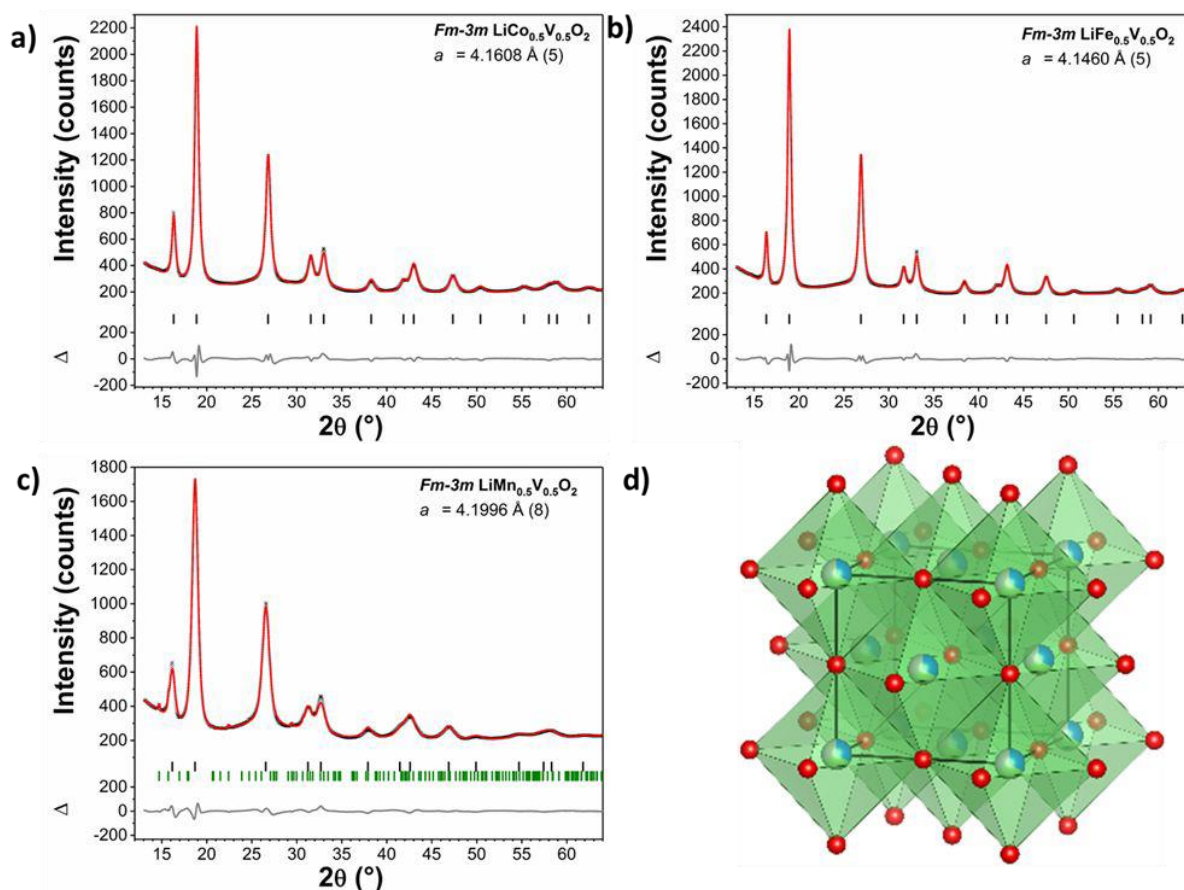 a)
Fm-3m LiCo0.5V0.5O2
a = 4.1608 Å (5)
Intensity (counts)
2200
2000
1800
1600
1400
1200
1000
800
600
400
200
200
0
-200
Δ
15 20 25 30 35 40 45 50 55 60
2θ (°)
b)
Fm-3m LiFe0.5V0.5O2
a = 4.1460 Å (5)
Intensity (counts)
2400
2200
2000
1800
1600
1400
1200
1000
800
600
400
200
200
0
-200
Δ
15 20 25 30 35 40 45 50 55 60
2θ (°)
c)
Fm-3m LiMn0.5V0.5O2
a = 4.1996 Å (8)
Intensity (counts)
1800
1600
1400
1200
1000
800
600
400
200
200
0
-200
Δ
15 20 25 30 35 40 45 50 55 60
2θ (°)
d)